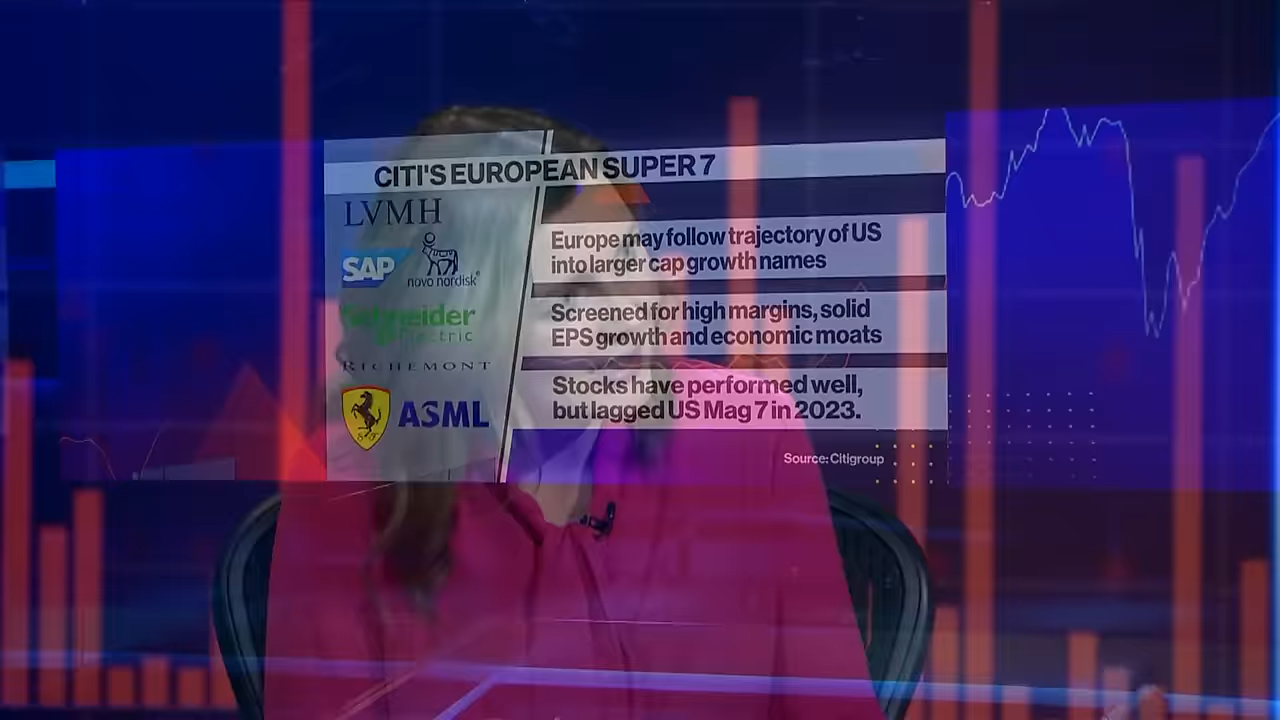 CITI'S EUROPEAN SUPER 7
LVMH
SAP
novo nordisk®
Schneider
Electric
RICHEMONT
S F
ASML
Europe may follow trajectory of US
into larger cap growth names
Screened for high margins, solid
EPS growth and economic moats
Stocks have performed well,
but lagged US Mag 7 in 2023.
Source: Citigroup